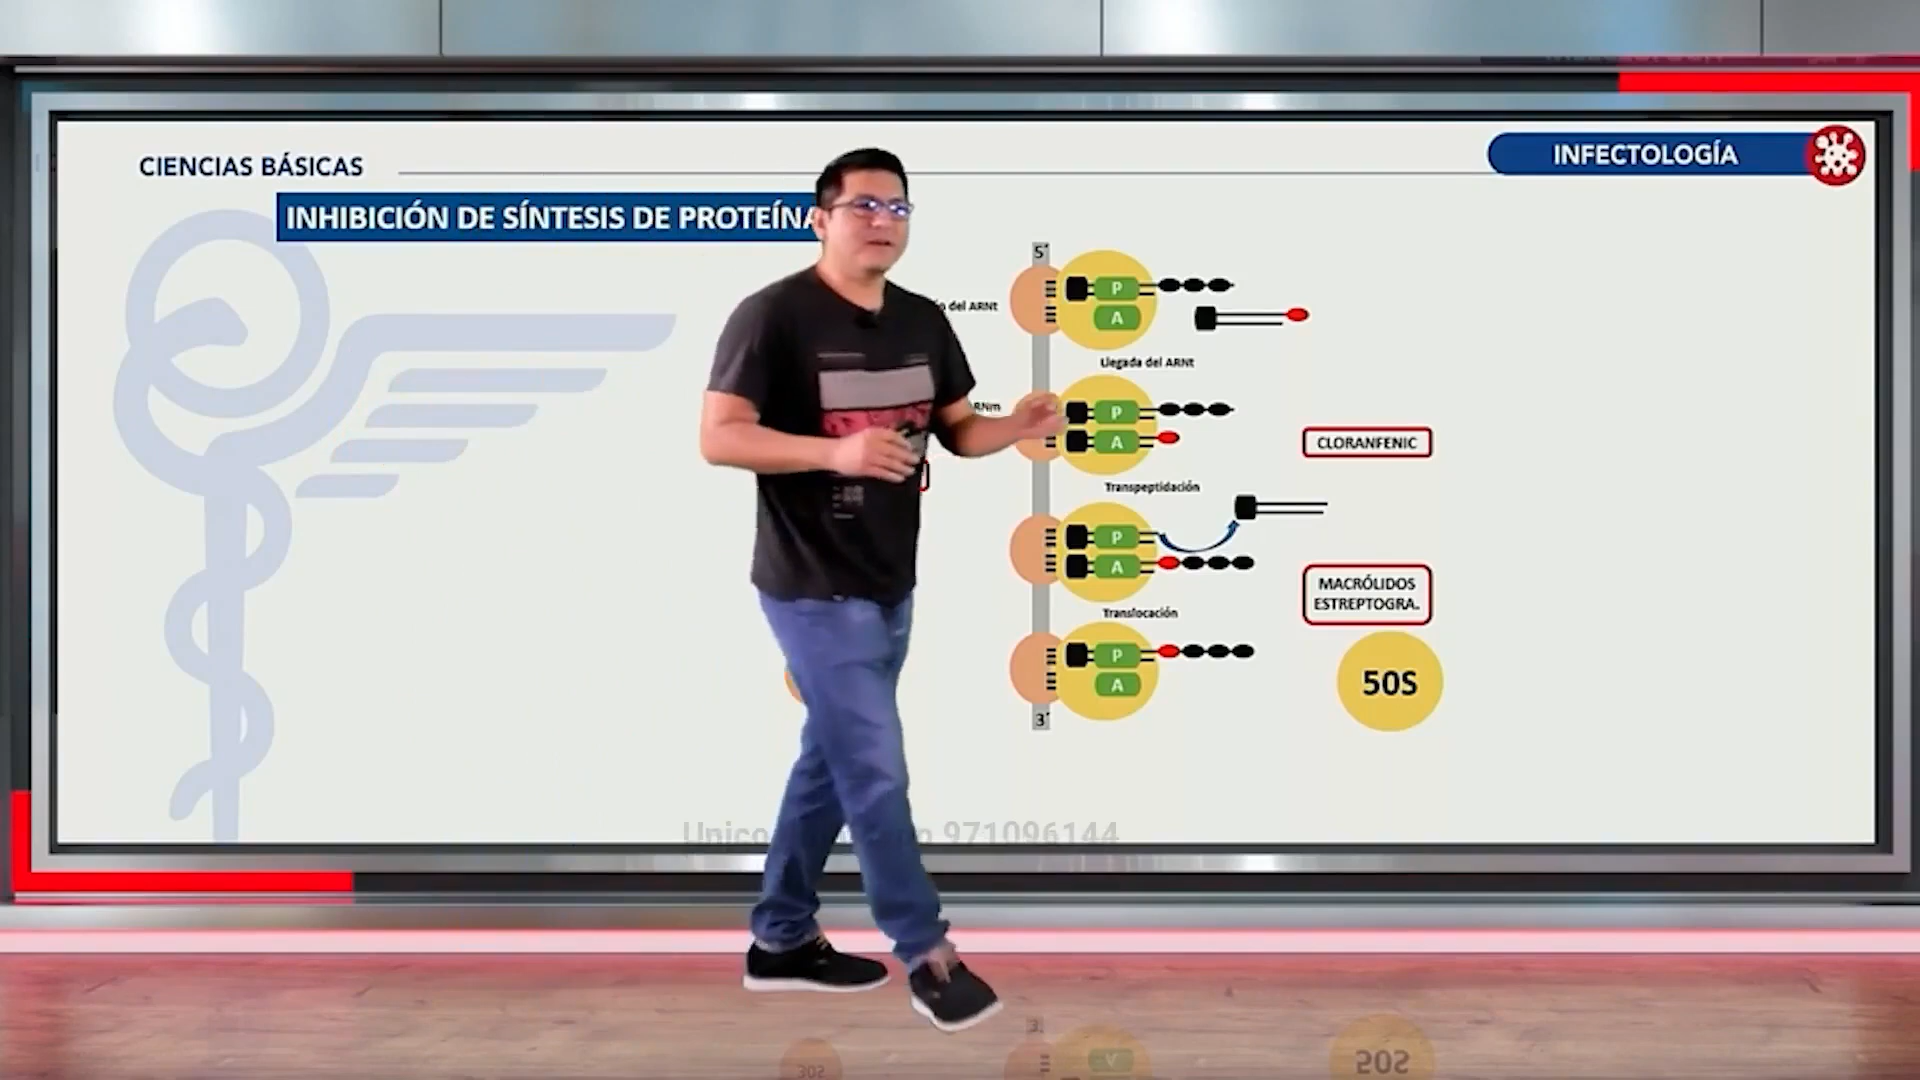 CIENCIAS BÁSICAS
INFECTOLOGÍA
INHIBICIÓN DE SÍNTESIS DE PROTEÍNA
5'
P
A
del ARNt
Llegada del ARNt
P
A
CLORANFENIC
Transpeptidación
P
A
MACRÓLIDOS
ESTREPTOGRA.
Translocación
P
A
50S
3'
971096144